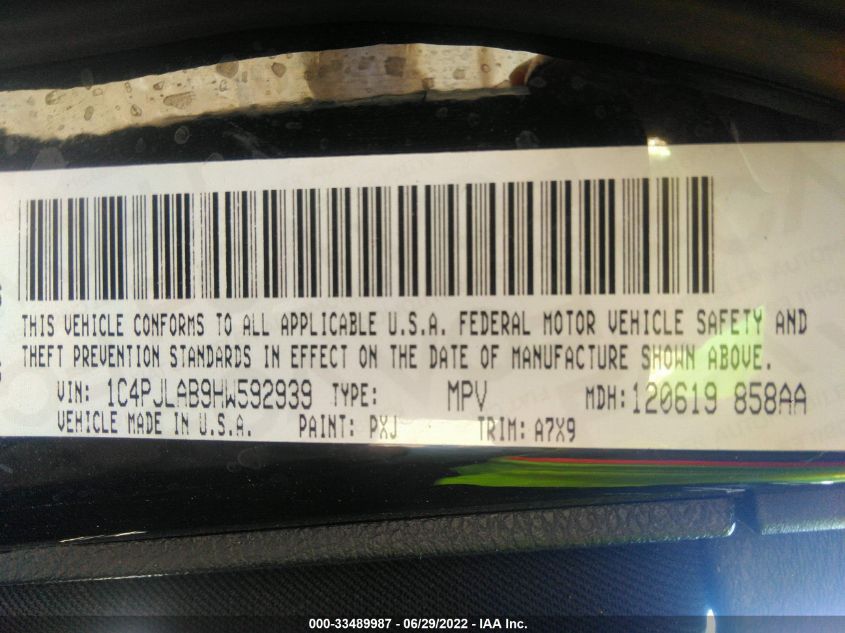 THIS VEHICLE CONFORMS TO ALL APPLICABLE U.S.A. FEDERAL MOTOR VEHICLE SAFETY AND
THEFT PREVENTION STANDARDS IN EFFECT ON THE DATE OF MANUFACTURE SHOWN ABOVE.
VIN: 1C4PJLAB9HW592939 TYPE: MPV MDH: 120619 858AA
VEHICLE MADE IN U.S.A. PAINT: PXJ TRIM: A7X9
000-33489987 - 06/29/2022 - IAA Inc.